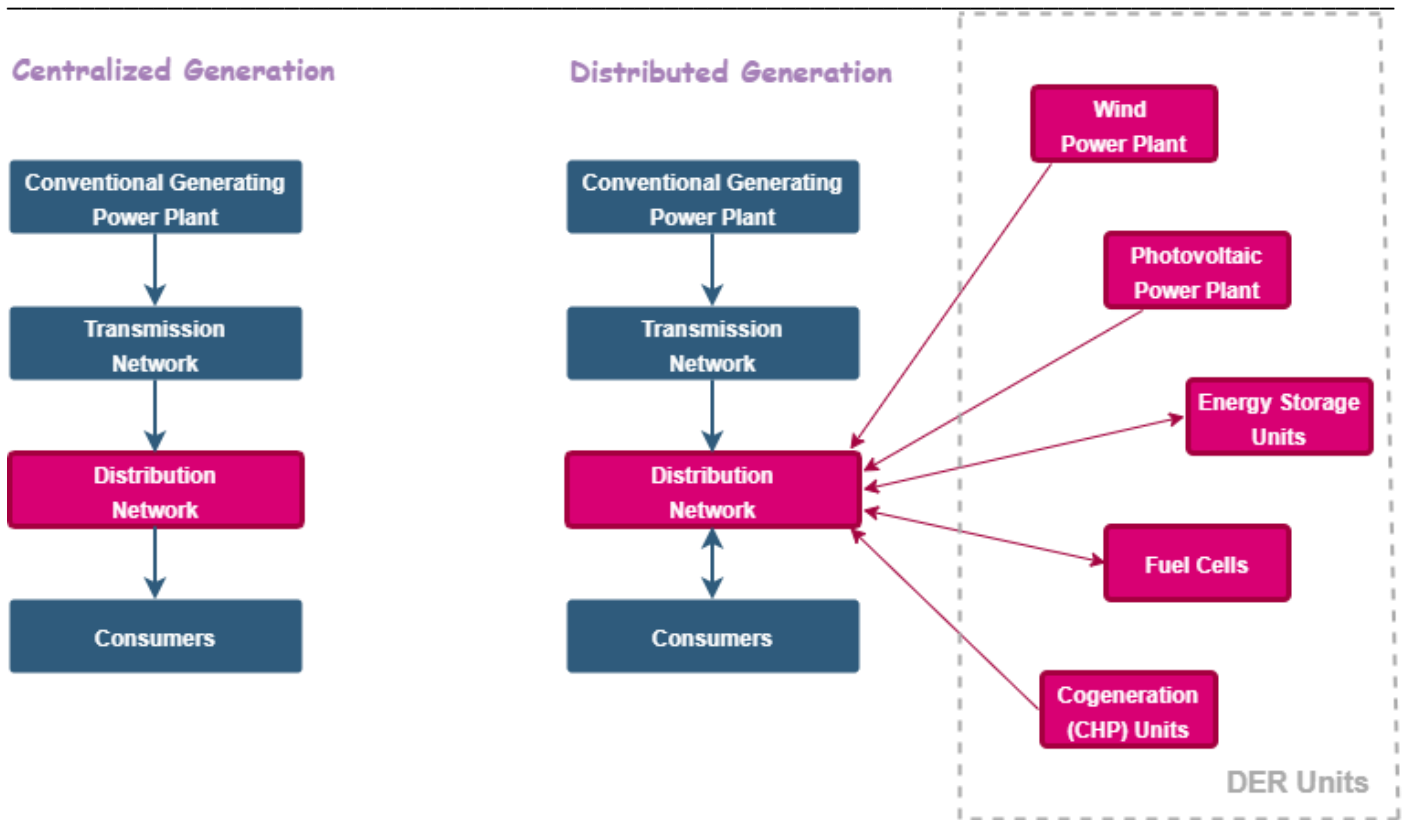 Centralized Generation
Conventional Generating
Power Plant
Transmission
Network
Distribution
Network
Consumers
Distributed Generation
Conventional Generating
Power Plant
Transmission
Network
Distribution
Network
Consumers
Wind
Power Plant
Photovoltaic
Power Plant
Energy Storage
Units
Fuel Cells
Cogeneration
(CHP) Units
DER Units